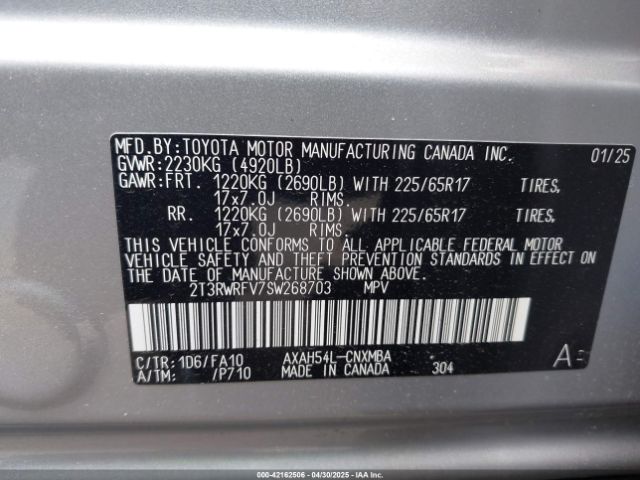 MFD.BY:TOYOTA MOTOR MANUFACTURING CANADA INC. 01/25
GVWR:2230KG (4920LB)
GAWR:FRT. 1220KG (2690LB) WITH 225/65R17 TIRES,
17x7.0J RIMS.
RR. 1220KG (2690LB) WITH 225/65R17 TIRES,
17x7.0J RIMS.
THIS VEHICLE CONFORMS TO ALL APPLICABLE FEDERAL MOTOR
VEHICLE SAFETY AND THEFT PREVENTION STANDARDS IN EFFECT ON
THE DATE OF MANUFACTURE SHOWN ABOVE.
2T3RWRFV7SW268703 MPV
C/TR:1D6/FA10 AXAH54L-CNXMBA A
A/TM: /P710 MADE IN CANADA 304
000-42162506 - 04/30/2025 - IAAI.com